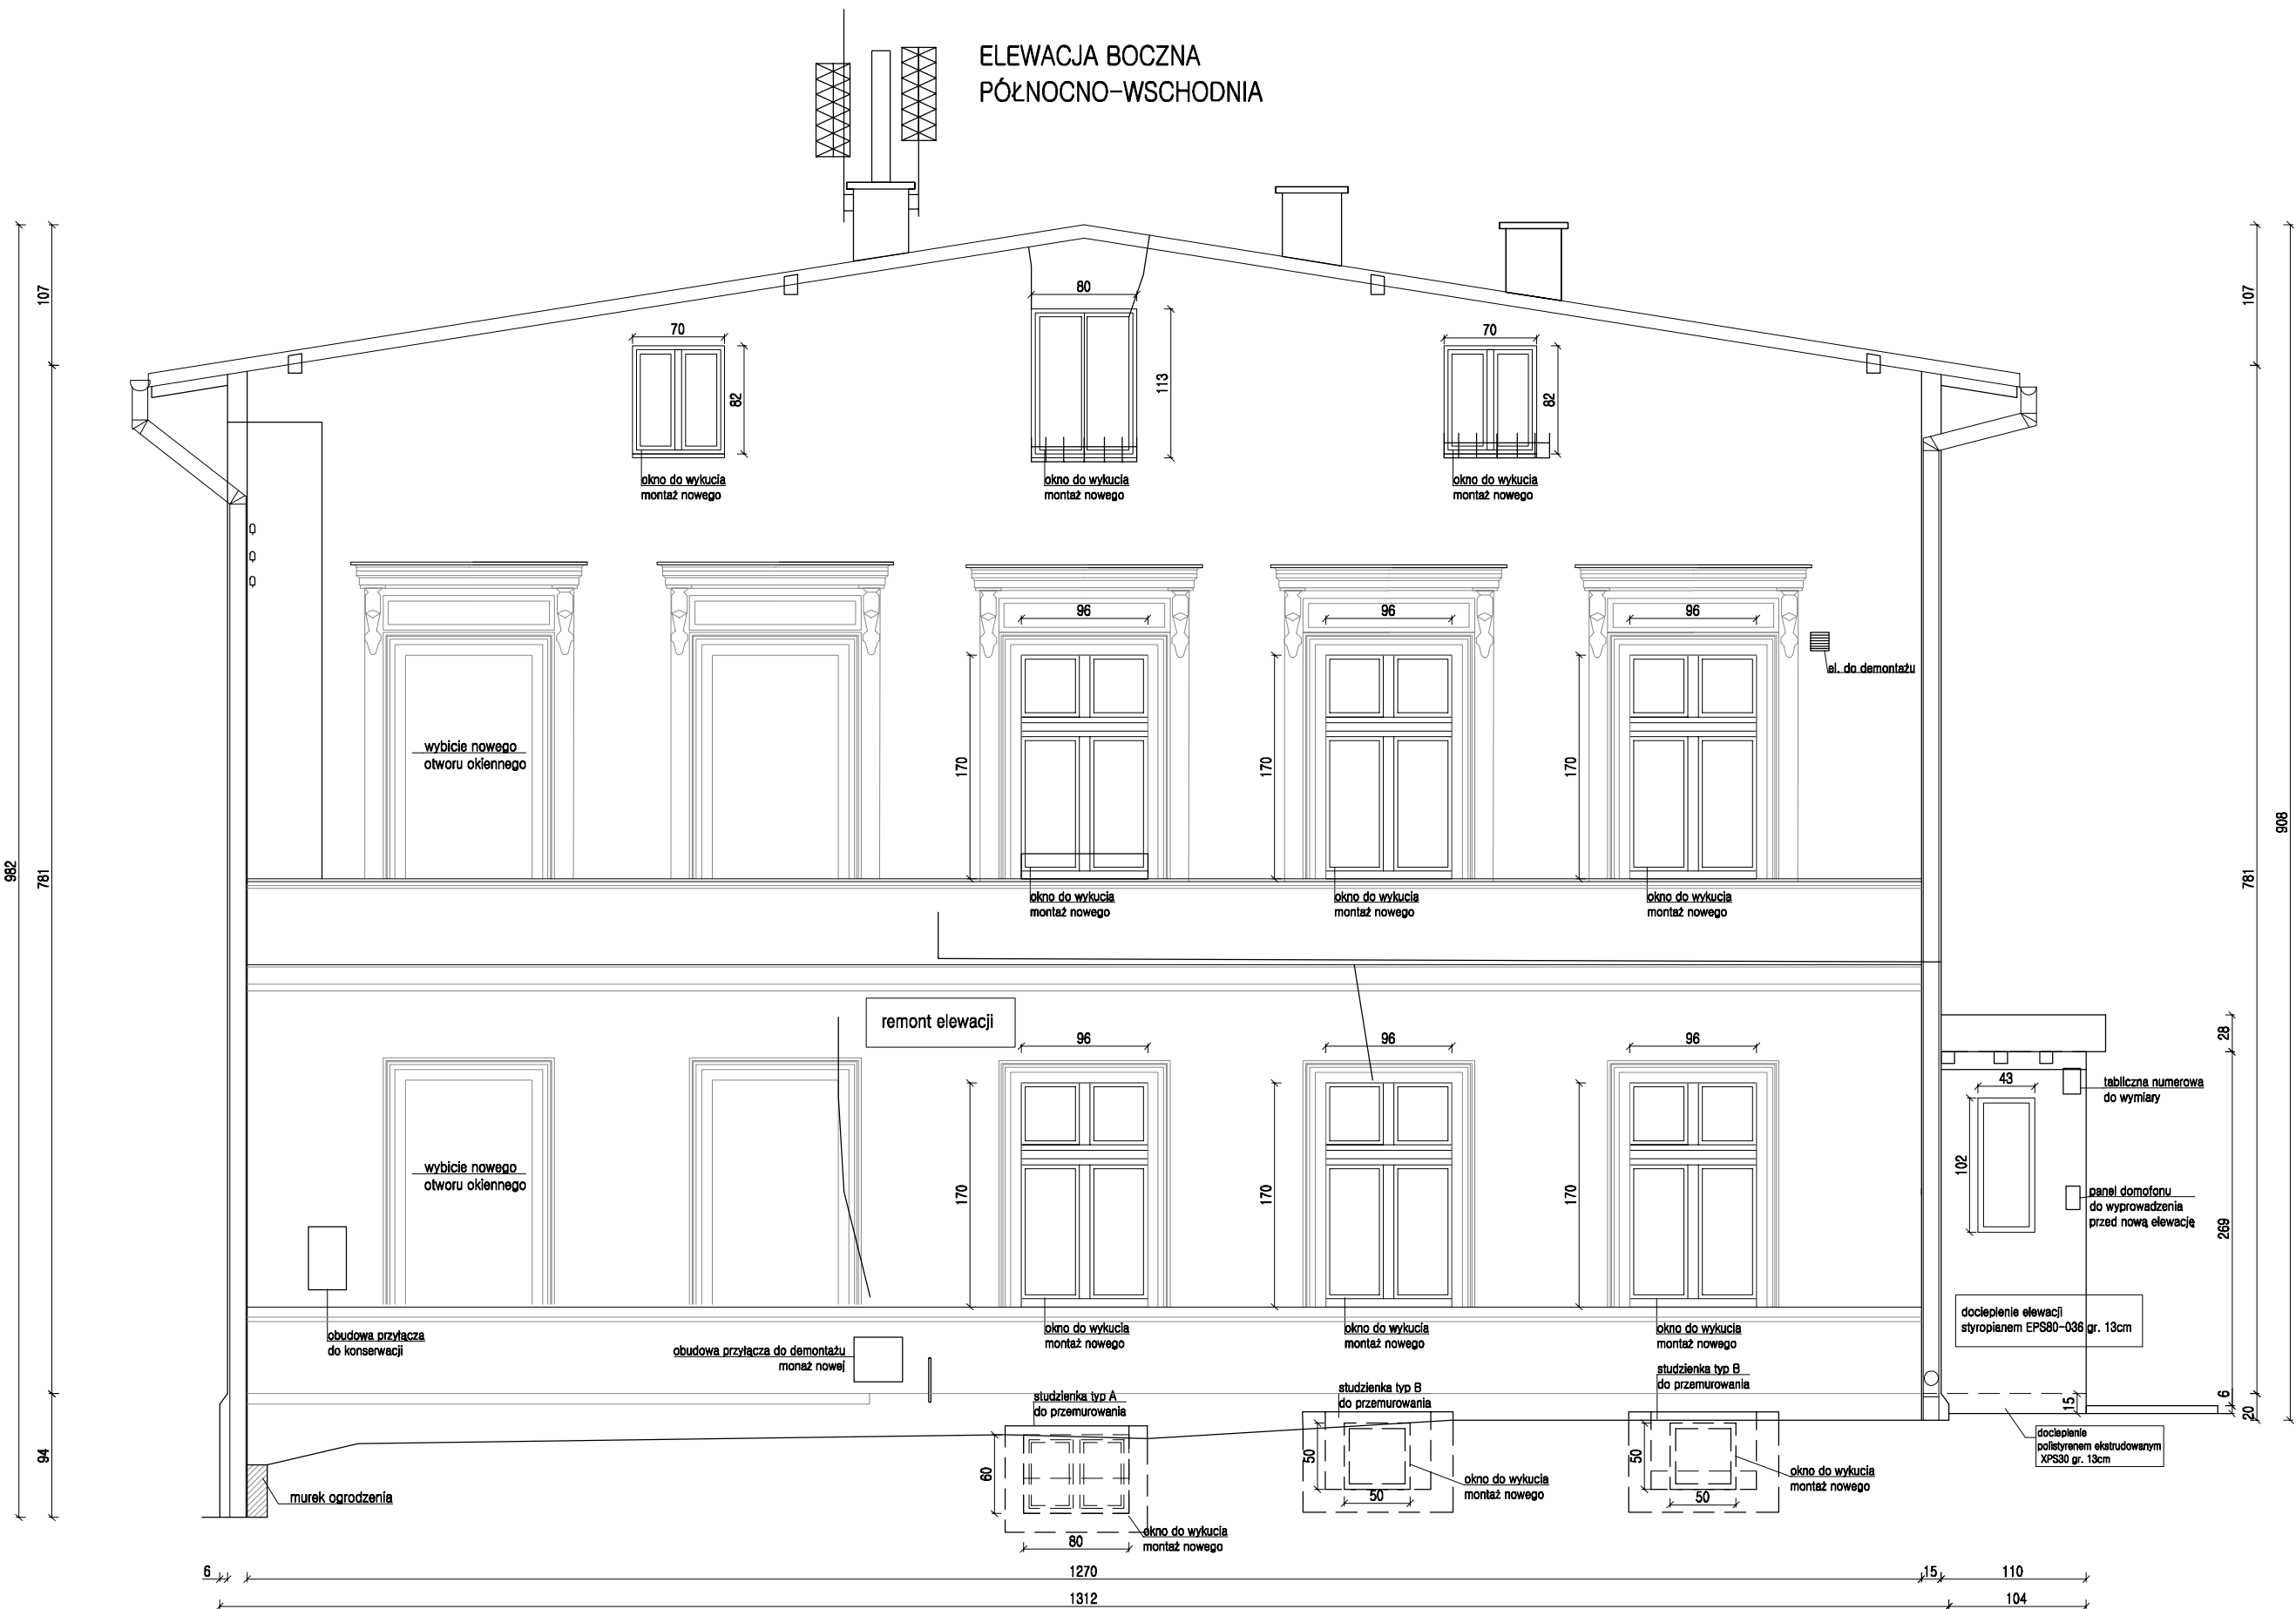 ELEWACJA BOCZNA
PÓŁNOCNO-WSCHODNIA
107
107
80
70
70
113
82
82
okno do wykucia
montaż nowego
okno do wykucia
montaż nowego
okno do wykucia
montaż nowego
96
96
96
el. do demontażu
wybicie nowego
otworu okiennego
170
170
170
982
781
781
908
okno do wykucia
montaż nowego
okno do wykucia
montaż nowego
okno do wykucia
montaż nowego
remont elewacji
96
96
96
28
43
tabliczna numerowa
do wymiary
wybicie nowego
otworu okiennego
170
170
170
102
panel domofonu
do wyprowadzenia
przed nową elewację
269
docieplenie elewacji
styropianem EPS80-036 gr. 13cm
obudowa przyłącza
do konserwacji
obudowa przyłącza do demontażu
monaż nowej
okno do wykucia
montaż nowego
okno do wykucia
montaż nowego
okno do wykucia
montaż nowego
studzienka typ A
do przemurowania
studzienka typ B
do przemurowania
studzienka typ B
do przemurowania
15
6
20
docieplenie
polistyrenem ekstrudowanym
XPS30 gr. 13cm
94
60
50
50
50
50
okno do wykucia
montaż nowego
okno do wykucia
montaż nowego
murek ogrodzenia
80
okno do wykucia
montaż nowego
6
1270
15
110
1312
104